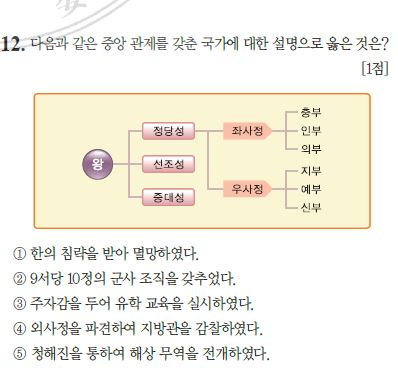 12. 다음과 같은 중앙 관제를 갖춘 국가에 대한 설명으로 옳은 것은?
[1점]
왕
정당성
선조성
중대성
좌사정
우사정
충부
인부
의부
지부
예부
신부
① 한의 침략을 받아 멸망하였다.
② 9서당 10정의 군사 조직을 갖추었다.
③ 주자감을 두어 유학 교육을 실시하였다.
④ 외사정을 파견하여 지방관을 감찰하였다.
⑤ 청해진을 통하여 해상 무역을 전개하였다.